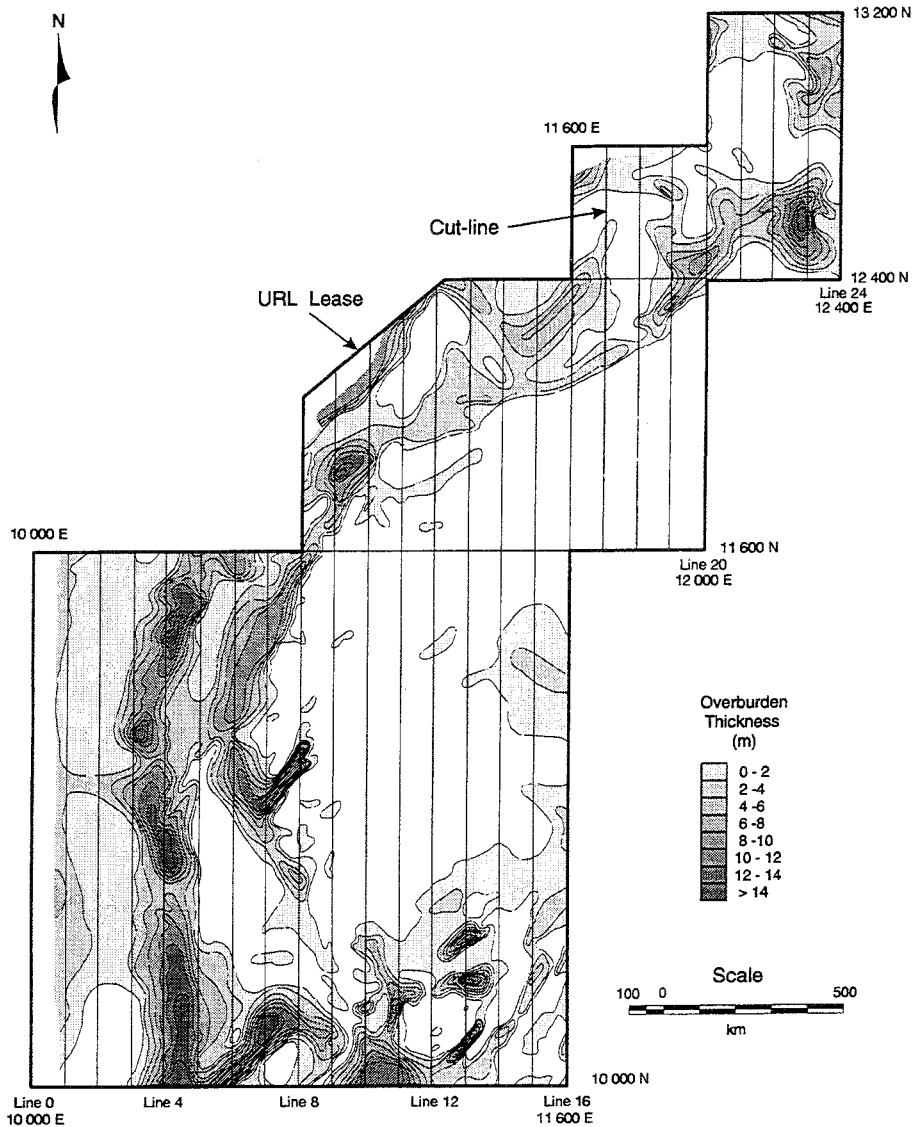 N
13 200 N
11 600 E
Cut-line
12 400 N
Line 24
12 400 E
URL Lease
10 000 E
11 600 N
Line 20
12 000 E
Overburden
Thickness
(m)
0 - 2
2 - 4
4 - 6
6 - 8
8 - 10
10 - 12
12 - 14
> 14
Scale
100 0 500
km
10 000 N
Line 0 Line 4 Line 8 Line 12 Line 16
10 000 E 11 600 E